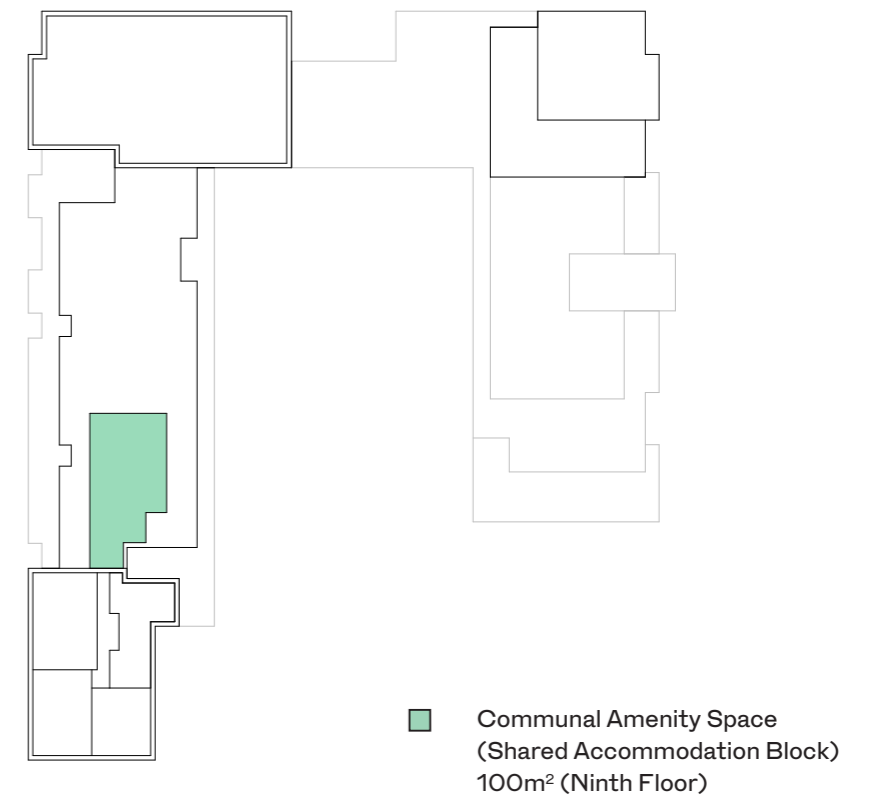 Communal Amenity Space
(Shared Accommodation Block)
100m² (Ninth Floor)